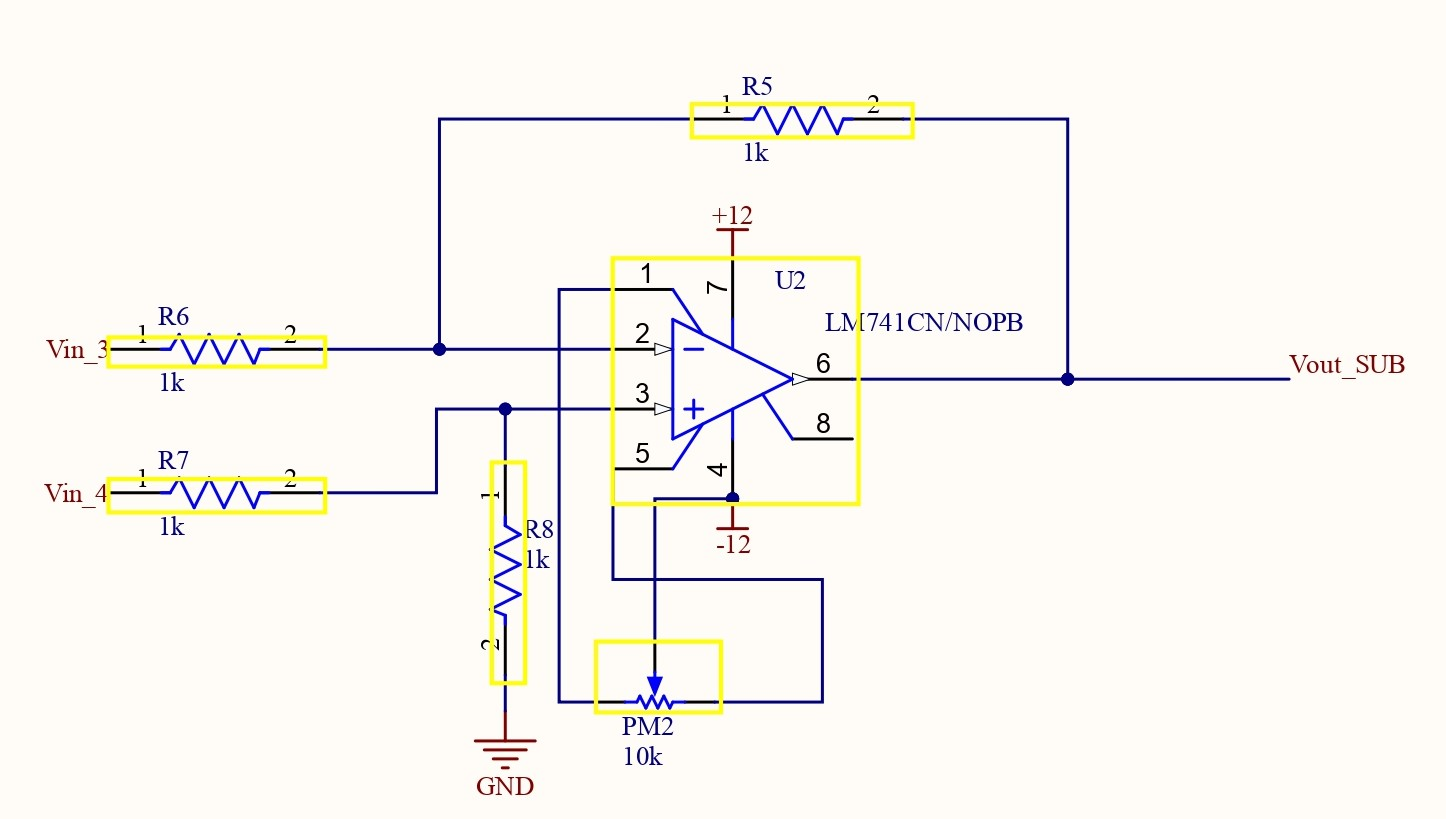 R5
1 2
1k
+12
U2
1
7
R6
1 2
Vin_3
1k
2
3
LM741CN/NOPB
6
Vout_SUB
8
5
4
R7
1 2
Vin_4
1k
1
R8
1k
2
-12
PM2
10k
GND